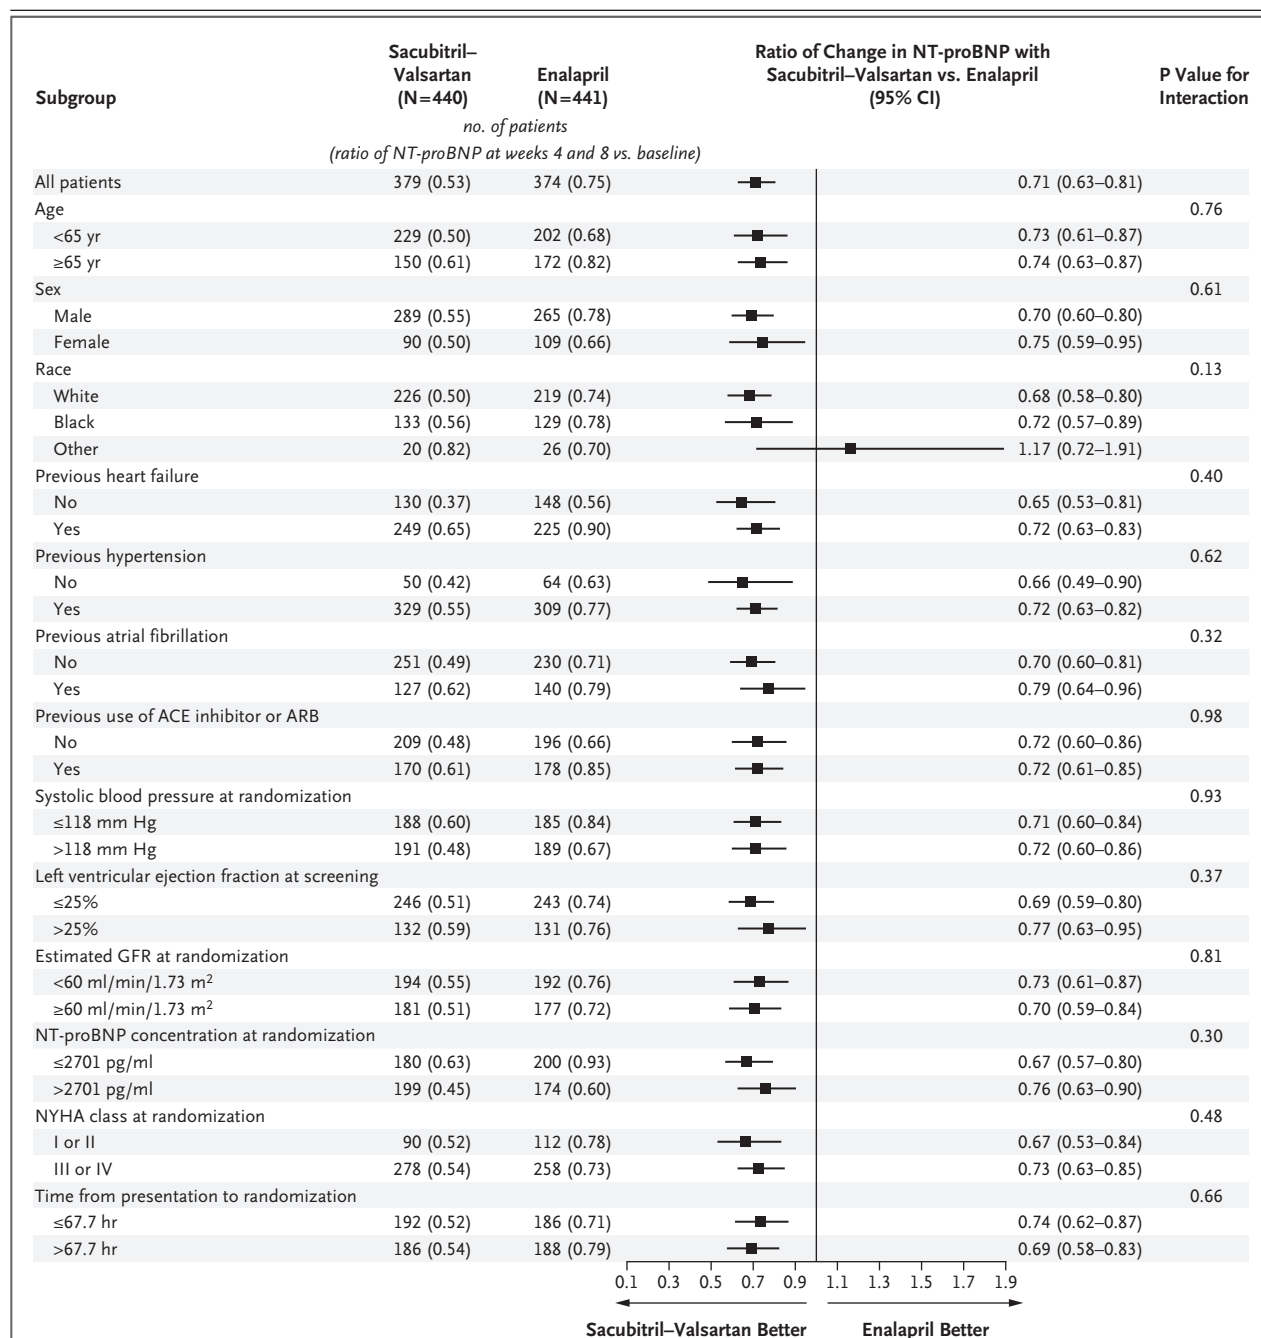 Subgroup Sacubitril–Valsartan (N=440) Enalapril (N=441) Ratio of Change in NT-proBNP with Sacubitril–Valsartan vs. Enalapril (95% CI) P Value for Interaction
no. of patients
(ratio of NT-proBNP at weeks 4 and 8 vs. baseline)
All patients 379 (0.53) 374 (0.75) 0.71 (0.63–0.81)
Age 0.76
<65 yr 229 (0.50) 202 (0.68) 0.73 (0.61–0.87)
≥65 yr 150 (0.61) 172 (0.82) 0.74 (0.63–0.87)
Sex 0.61
Male 289 (0.55) 265 (0.78) 0.70 (0.60–0.80)
Female 90 (0.50) 109 (0.66) 0.75 (0.59–0.95)
Race 0.13
White 226 (0.50) 219 (0.74) 0.68 (0.58–0.80)
Black 133 (0.56) 129 (0.78) 0.72 (0.57–0.89)
Other 20 (0.82) 26 (0.70) 1.17 (0.72–1.91)
Previous heart failure 0.40
No 130 (0.37) 148 (0.56) 0.65 (0.53–0.81)
Yes 249 (0.65) 225 (0.90) 0.72 (0.63–0.83)
Previous hypertension 0.62
No 50 (0.42) 64 (0.63) 0.66 (0.49–0.90)
Yes 329 (0.55) 309 (0.77) 0.72 (0.63–0.82)
Previous atrial fibrillation 0.32
No 251 (0.49) 230 (0.71) 0.70 (0.60–0.81)
Yes 127 (0.62) 140 (0.79) 0.79 (0.64–0.96)
Previous use of ACE inhibitor or ARB 0.98
No 209 (0.48) 196 (0.66) 0.72 (0.60–0.86)
Yes 170 (0.61) 178 (0.85) 0.72 (0.61–0.85)
Systolic blood pressure at randomization 0.93
≤118 mm Hg 188 (0.60) 185 (0.84) 0.71 (0.60–0.84)
>118 mm Hg 191 (0.48) 189 (0.67) 0.72 (0.60–0.86)
Left ventricular ejection fraction at screening 0.37
≤25% 246 (0.51) 243 (0.74) 0.69 (0.59–0.80)
>25% 132 (0.59) 131 (0.76) 0.77 (0.63–0.95)
Estimated GFR at randomization 0.81
<60 ml/min/1.73 m² 194 (0.55) 192 (0.76) 0.73 (0.61–0.87)
≥60 ml/min/1.73 m² 181 (0.51) 177 (0.72) 0.70 (0.59–0.84)
NT-proBNP concentration at randomization 0.30
≤2701 pg/ml 180 (0.63) 200 (0.93) 0.67 (0.57–0.80)
>2701 pg/ml 199 (0.45) 174 (0.60) 0.76 (0.63–0.90)
NYHA class at randomization 0.48
I or II 90 (0.52) 112 (0.78) 0.67 (0.53–0.84)
III or IV 278 (0.54) 258 (0.73) 0.73 (0.63–0.85)
Time from presentation to randomization 0.66
≤67.7 hr 192 (0.52) 186 (0.71) 0.74 (0.62–0.87)
>67.7 hr 186 (0.54) 188 (0.79) 0.69 (0.58–0.83)
0.1 0.3 0.5 0.7 0.9 1.1 1.3 1.5 1.7 1.9
Sacubitril–Valsartan Better Enalapril Better